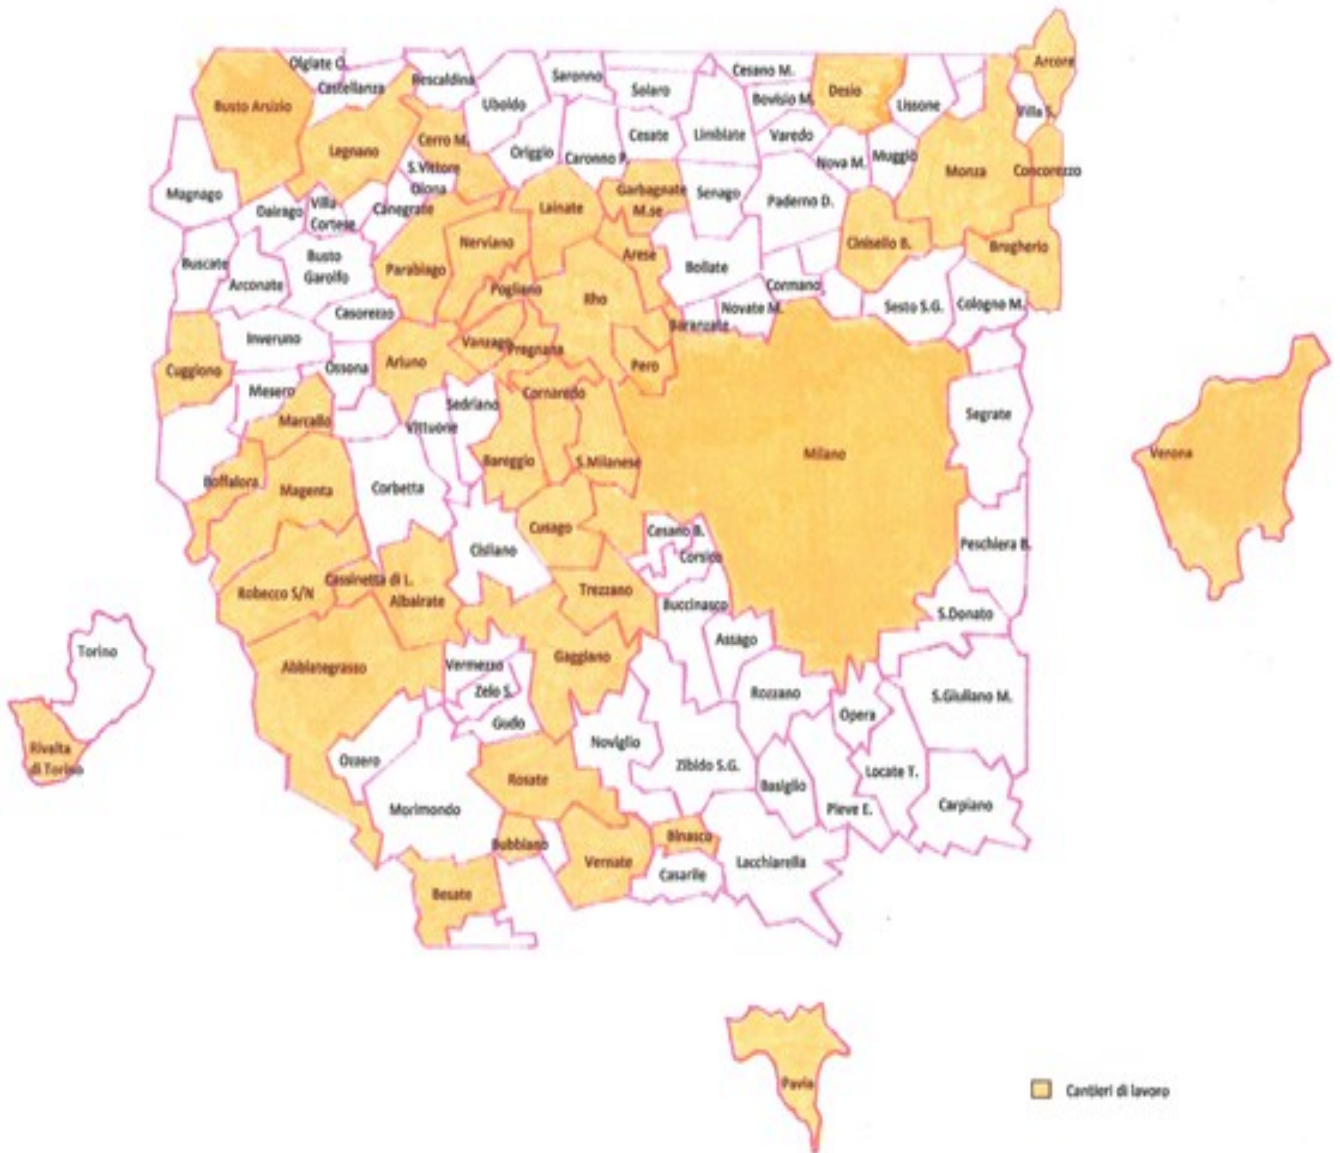 Arcore
Olgiate O.
Castellanza
Rescaldina
Saronno
Cesano M.
Busto Arsizio
Uboldo
Solaro
Bovisio M.
Desio
Lissone
Villa S.
Legnano
Cerro M.
Origgio
Caronno P.
Cesate
Limbiate
Varedo
Nova M.
Muggiò
Monza
Concorezzo
Magnago
S.Vittore
Olona
Canegrate
Dairago
Villa
Cortese
Lainate
Garbagnate
M.se
Senago
Paderno D.
Cinisello B.
Brugherio
Buscate
Arconate
Busto
Garolfo
Parabiago
Nerviano
Arese
Bollate
Cormano
Pogliano
Rho
Casorezzo
Baranzate
Novate M.
Sesto S.G.
Cologno M.
Inveruno
Vanzago
Pregnana
Cuggiono
Ossona
Arluno
Pero
Mesero
Marcallo
Sedriano
Cornaredo
Segrate
Vittuone
Boffalora
Magenta
Corbetta
Bareggio
S.Milanese
Milano
Verona
Cusago
Cisliano
Cesano B.
Corsico
Peschiera B.
Robecco S/N
Cassinetta di L.
Albairate
Trezzano
Buccinasco
S.Donato
Assago
Torino
Abbiategrasso
Vermezzo
Zelo S.
Gaggiano
Rozzano
S.Giuliano M.
Gudo
Opera
Rivalta
di Torino
Ozzero
Noviglio
Zibido S.G.
Basiglio
Locate T.
Rosate
Morimondo
Pieve E.
Carpiano
Bubbiano
Vernate
Binasco
Casarile
Lacchiarella
Besate
Pavia
Cantieri di lavoro